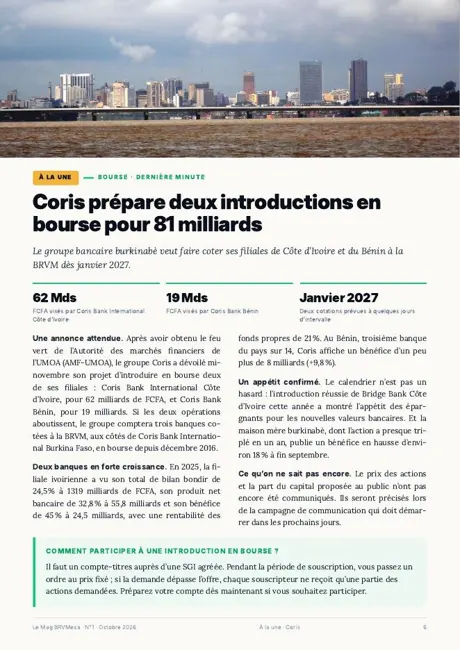 À LA UNE
BOURSE · DERNIÈRE MINUTE
Coris prépare deux introductions en
bourse pour 81 milliards
Le groupe bancaire burkinabè veut faire coter ses filiales de Côte d'Ivoire et du Bénin à la
BRVM dès janvier 2027.
62 Mds
FCFA visés par Coris Bank International
Côte d'Ivoire
19 Mds
FCFA visés par Coris Bank Bénin
Janvier 2027
Deux cotations prévues à quelques jours
d'intervalle
Une annonce attendue. Après avoir obtenu le feu
vert de l'Autorité des marchés financiers de
l'UMOA (AMF-UMOA), le groupe Coris a dévoilé mi-
novembre son projet d'introduire en bourse deux
de ses filiales : Coris Bank International Côte
d'Ivoire, pour 62 milliards de FCFA, et Coris Bank
Bénin, pour 19 milliards. Si les deux opérations
aboutissent, le groupe comptera trois banques co-
tées à la BRVM, aux côtés de Coris Bank Internatio-
nal Burkina Faso, en bourse depuis décembre 2016.
Deux banques en forte croissance. En 2025, la fi-
liale ivoirienne a vu son total de bilan bondir de
24,5 % à 1 319 milliards de FCFA, son produit net
bancaire de 32,8 % à 55,8 milliards et son bénéfice
de 45 % à 24,5 milliards, avec une rentabilité des
fonds propres de 21 %. Au Bénin, troisième banque
du pays sur 14, Coris affiche un bénéfice d'un peu
plus de 8 milliards (+9,8 %).
Un appétit confirmé. Le calendrier n'est pas un
hasard : l'introduction réussie de Bridge Bank Côte
d'Ivoire cette année a montré l'appétit des épar-
gnants pour les nouvelles valeurs bancaires. Et la
maison mère burkinabè, dont l'action a presque tri-
plé en un an, publie un bénéfice en hausse d'envi-
ron 18 % à fin septembre.
Ce qu'on ne sait pas encore. Le prix des actions
et la part du capital proposée au public n'ont pas
encore été communiqués. Ils seront précisés lors
de la campagne de communication qui doit démar-
rer dans les prochains jours.
COMMENT PARTICIPER À UNE INTRODUCTION EN BOURSE ?
Il faut un compte-titres auprès d'une SGI agréée. Pendant la période de souscription, vous passez un
ordre au prix fixé ; si la demande dépasse l'offre, chaque souscripteur ne reçoit qu'une partie des
actions demandées. Préparez votre compte dès maintenant si vous souhaitez participer.
Le Mag BRVMeca · N°1 · Octobre 2026
À la une · Coris
6